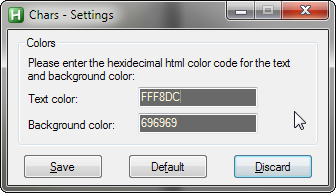 Chars - Settings
Colors
Please enter the hexidecimal html color code for the text
and background color:
Text color: FFF8DC
Background color: 696969
Save Default Discard